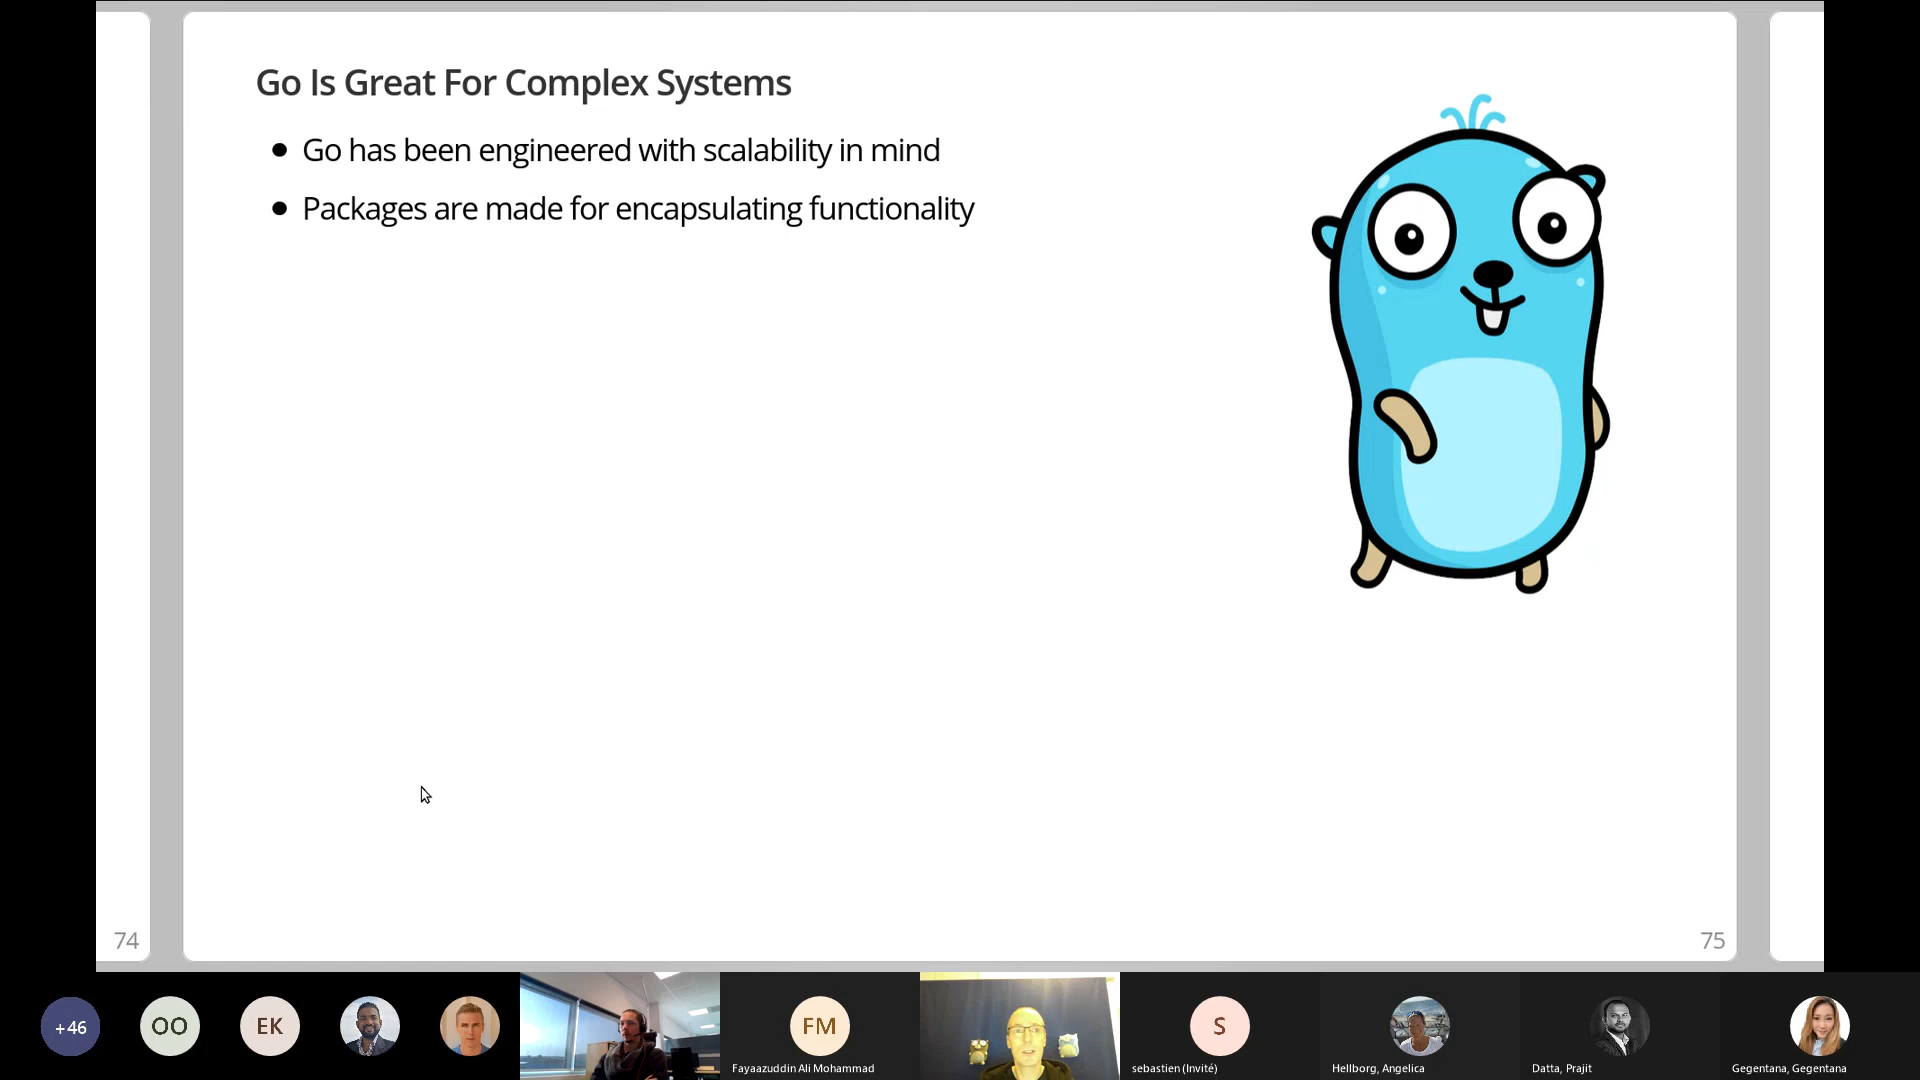 Go Is Great For Complex Systems
Go has been engineered with scalability in mind
Packages are made for encapsulating functionality
74
75
+46
OO
EK
FM
Fayaazuddin Ali Mohammad
S
sebastien (Invité)
Hellborg, Angelica
Datta, Prajit
Gegentana, Gegentana